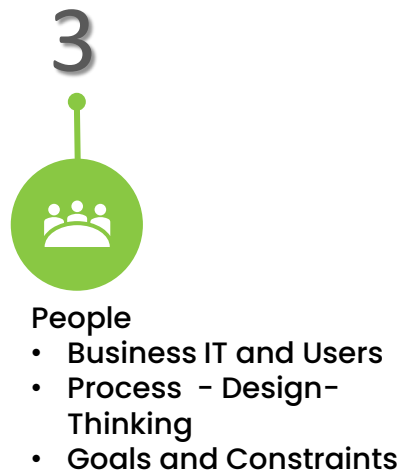 3
People
• Business IT and Users
• Process - Design-
Thinking
• Goals and Constraints